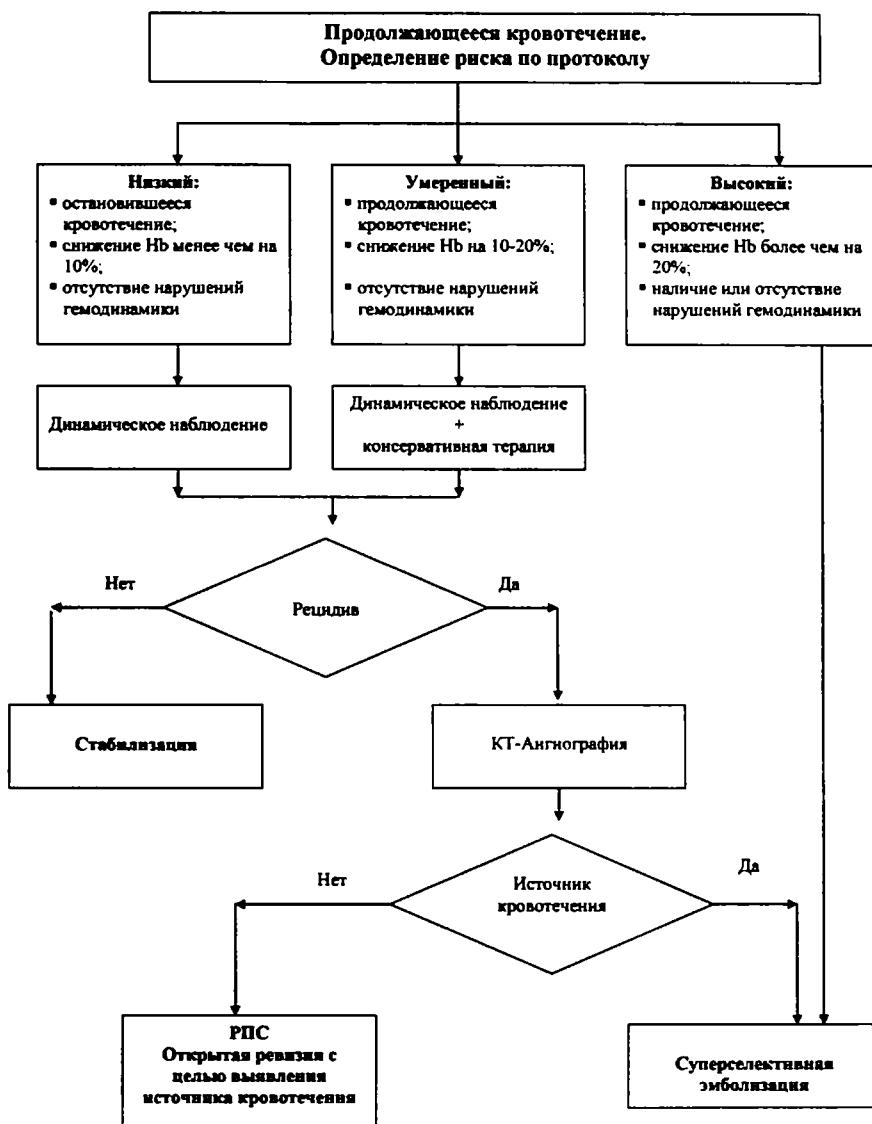 Продолжающееся кровотечение.
Определение риска по протоколу
Низкий:
▪ остановившееся
кровотечение;
▪ снижение Hb менее чем на
10%;
▪ отсутствие нарушений
гемодинамики
Умеренный:
▪ продолжающееся
кровотечение;
▪ снижение Hb на 10-20%;
▪ отсутствие нарушений
гемодинамики
Высокий:
▪ продолжающееся
кровотечение;
▪ снижение Hb более чем на
20%;
▪ наличие или отсутствие
нарушений гемодинамики
Динамическое наблюдение
Динамическое наблюдение
+
консервативная терапия
Нет
Да
Рецидив
Стабилизация
КТ-Ангиография
Нет
Да
Источник
кровотечения
РПС
Открытая ревизия с
целью выявления
источника кровотечения
Суперселективная
эмболизация